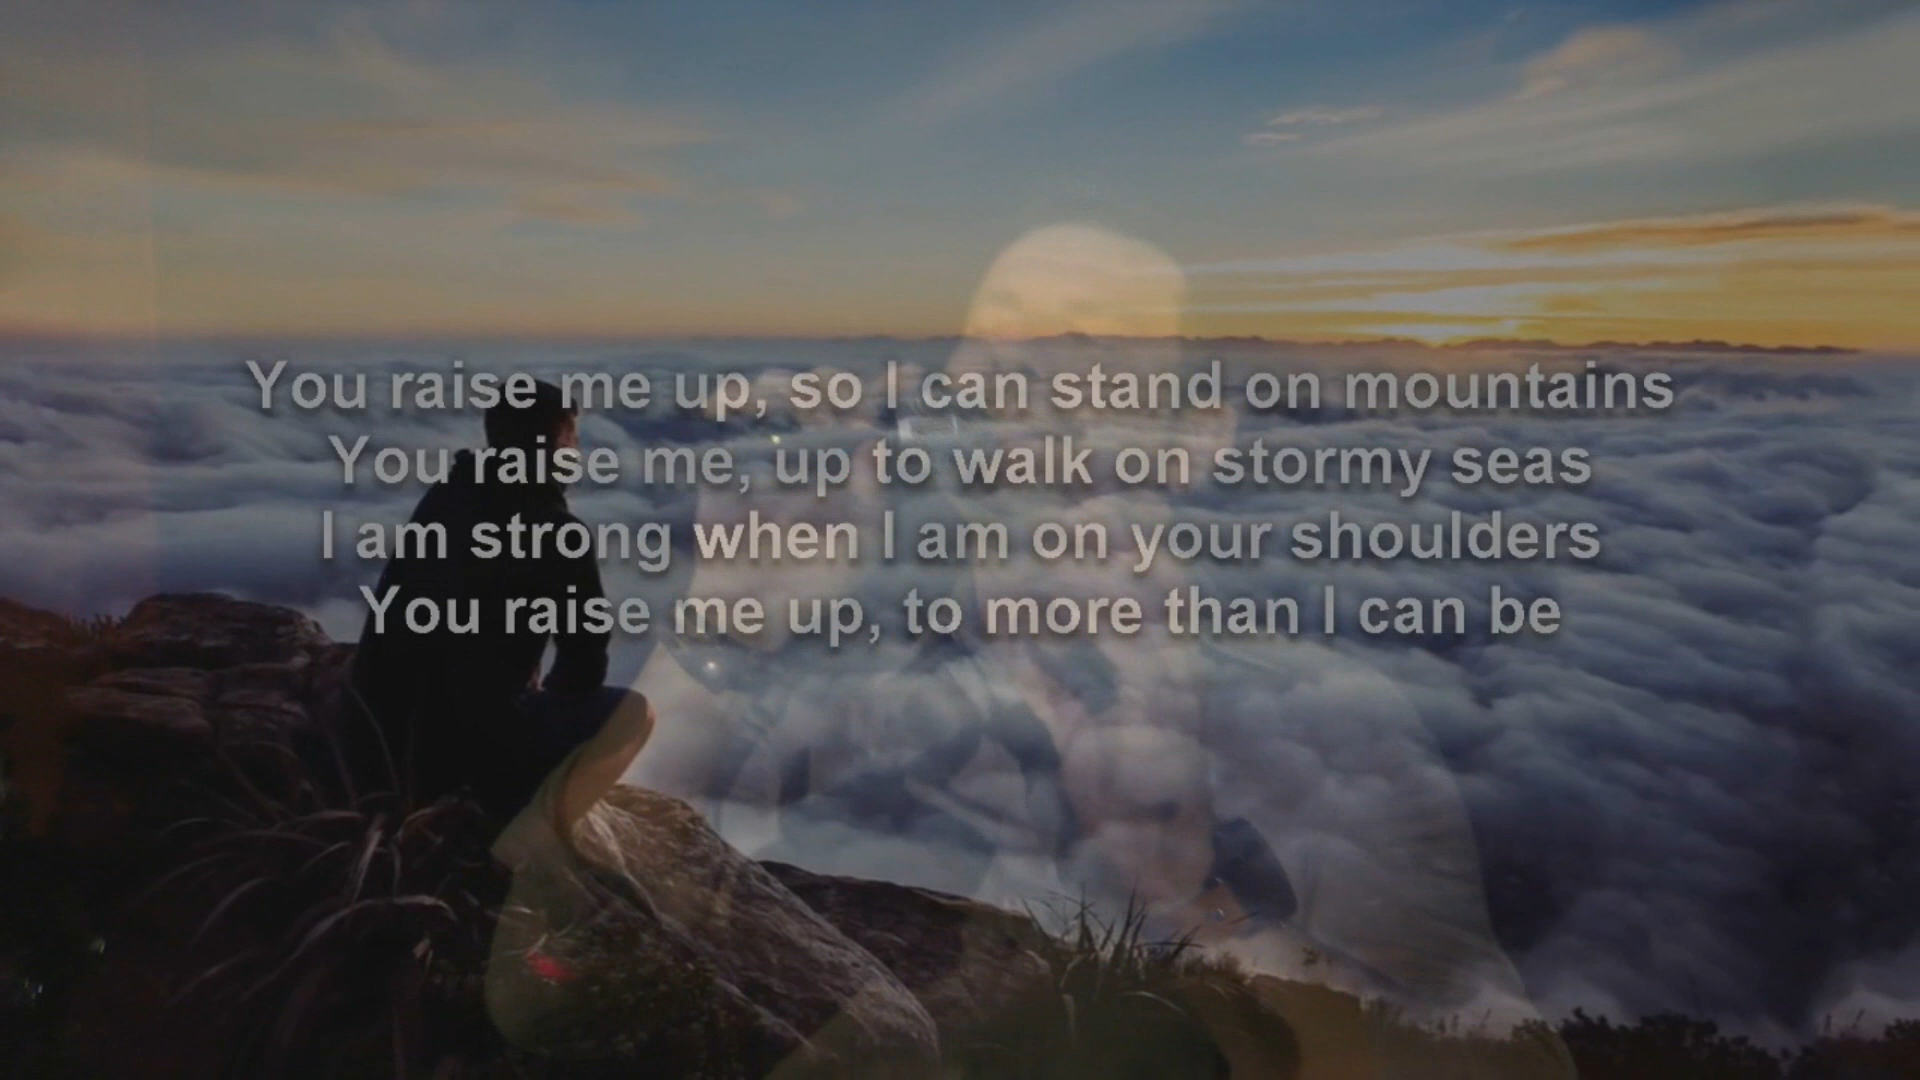 You raise me up, so I can stand on mountains
You raise me, up to walk on stormy seas
I am strong when I am on your shoulders
You raise me up, to more than I can be